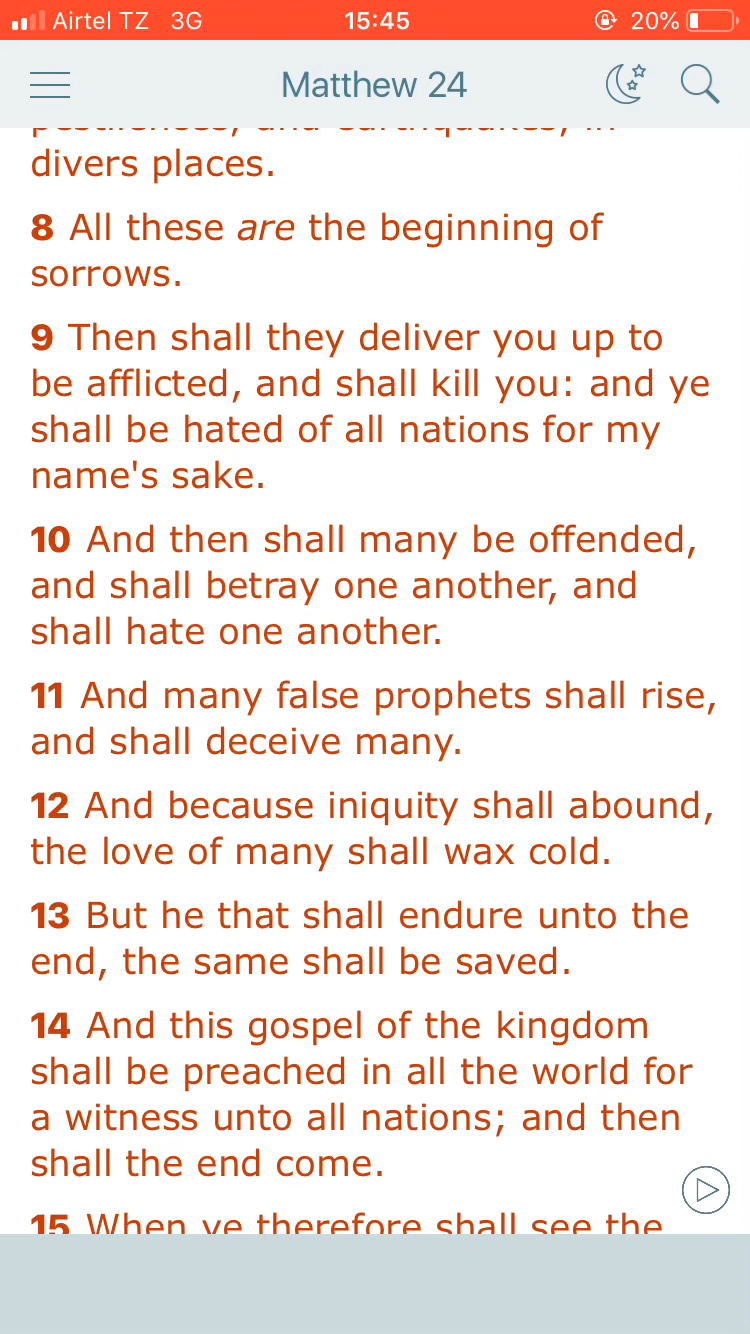 Airtel TZ 3G 15:45 20%
Matthew 24
divers places.
8 All these are the beginning of
sorrows.
9 Then shall they deliver you up to
be afflicted, and shall kill you: and ye
shall be hated of all nations for my
name's sake.
10 And then shall many be offended,
and shall betray one another, and
shall hate one another.
11 And many false prophets shall rise,
and shall deceive many.
12 And because iniquity shall abound,
the love of many shall wax cold.
13 But he that shall endure unto the
end, the same shall be saved.
14 And this gospel of the kingdom
shall be preached in all the world for
a witness unto all nations; and then
shall the end come.
15 When ye therefore shall see the